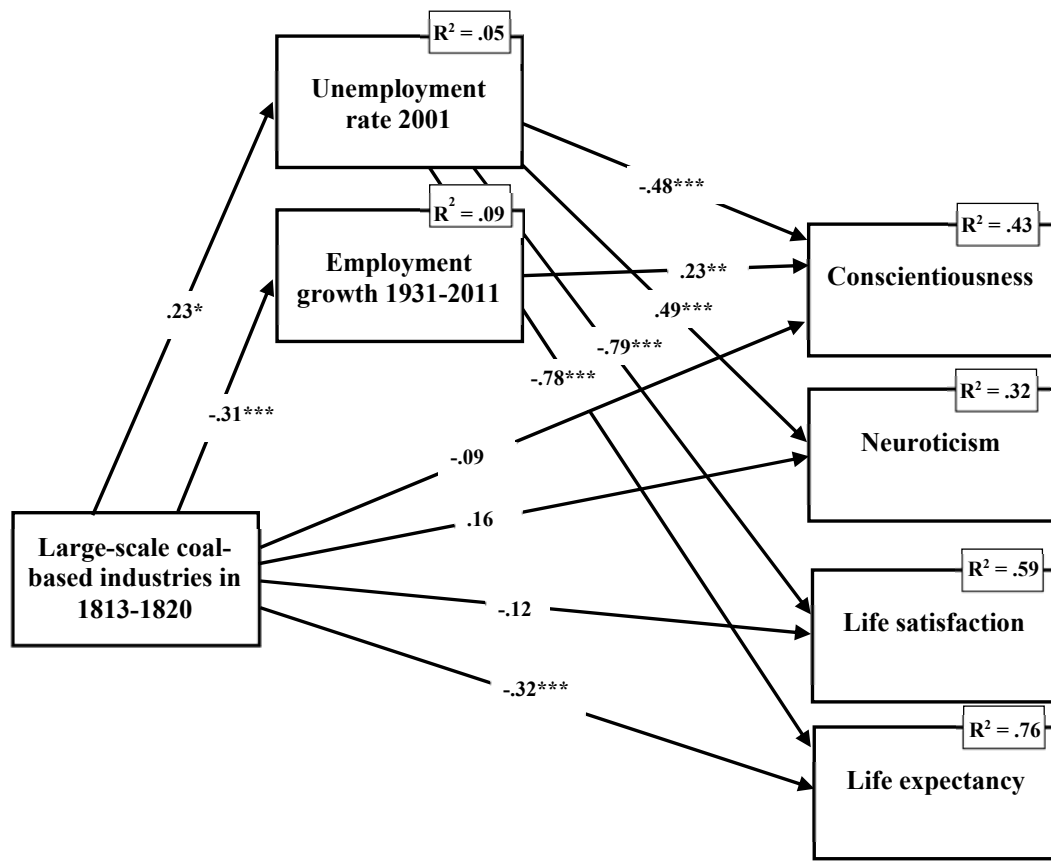 R² = .05
Unemployment
rate 2001
-.48***
R² = .09
Employment
growth 1931-2011
.23*
.23**
.49***
-.79***
-.78***
-.31***
R² = .43
Conscientiousness
R² = .32
Neuroticism
-.09
.16
Large-scale coal-
based industries in
1813-1820
-.12
-.32***
R² = .59
Life satisfaction
R² = .76
Life expectancy